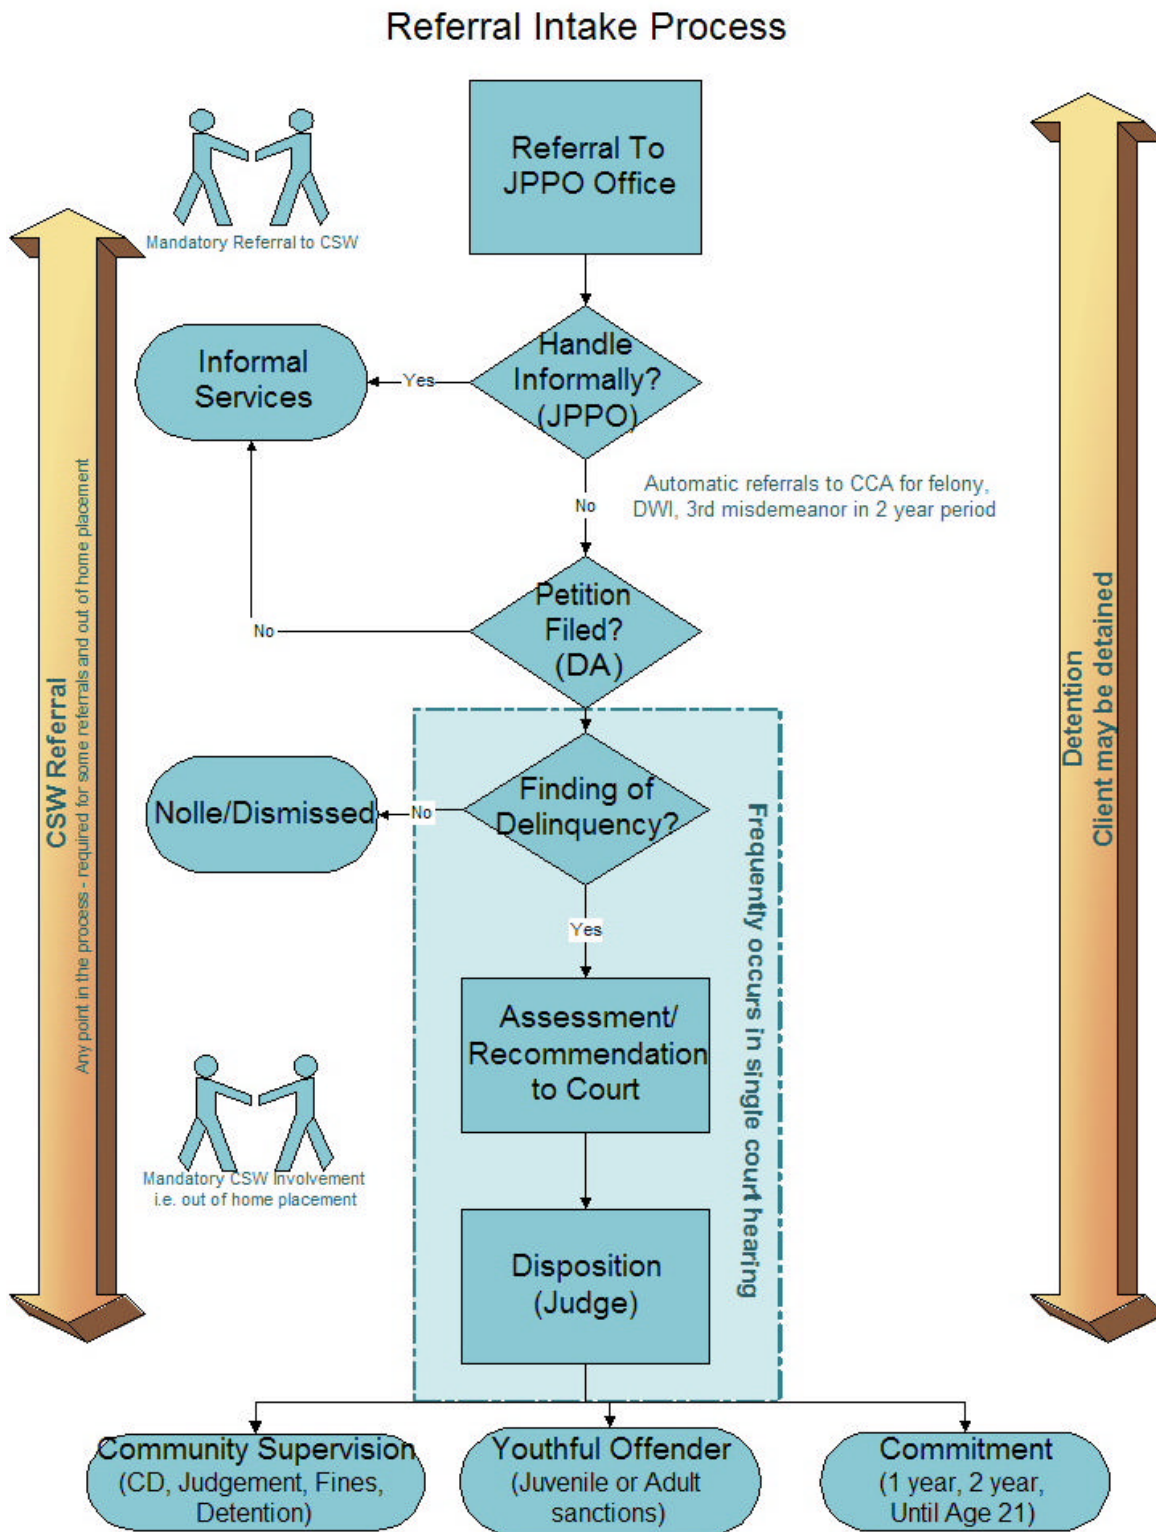 Referral Intake Process
Referral To
JPPO Office
Mandatory Referral to CSW
Handle
Informally?
(JPPO)
Yes
Informal
Services
No
Automatic referrals to CCA for felony,
DWI, 3rd misdemeanor in 2 year period
Petition
Filed?
(DA)
No
CSW Referral
Any point in the process - required for some referrals and out of home placement
Detention
Client may be detained
Finding of
Delinquency?
No
Nolle/Dismissed
Yes
Frequently occurs in single court hearing
Assessment/
Recommendation
to Court
Mandatory CSW Involvement
i.e. out of home placement
Disposition
(Judge)
Community Supervision
(CD, Judgement, Fines,
Detention)
Youthful Offender
(Juvenile or Adult
sanctions)
Commitment
(1 year, 2 year,
Until Age 21)